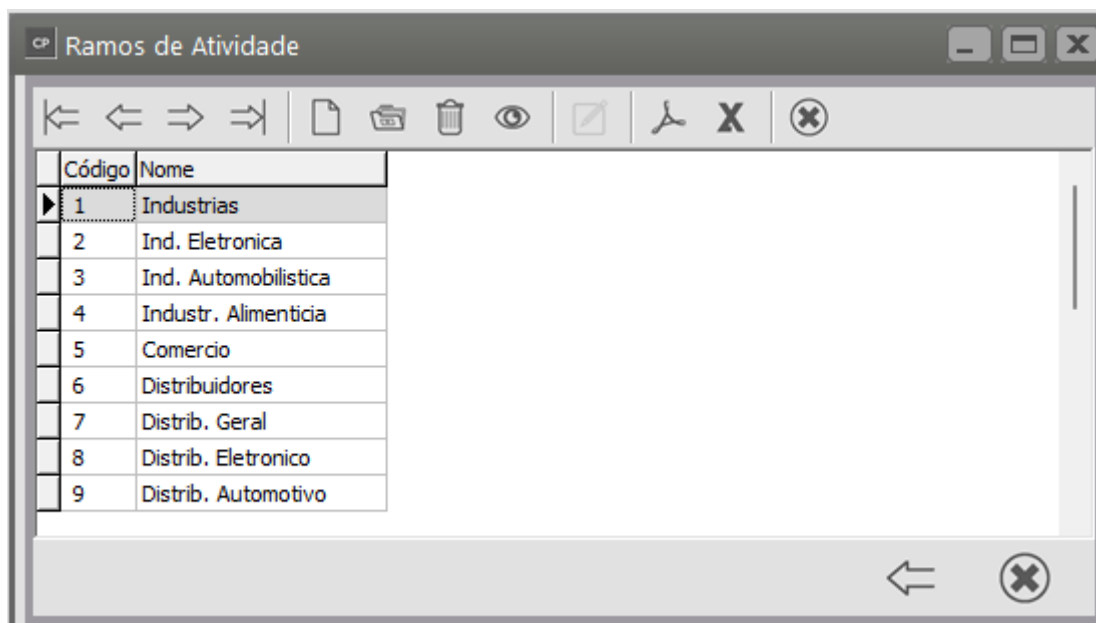 CP Ramos de Atividade
Código Nome
1 Industrias
2 Ind. Eletronica
3 Ind. Automobilistica
4 Industr. Alimenticia
5 Comercio
6 Distribuidores
7 Distrib. Geral
8 Distrib. Eletronico
9 Distrib. Automotivo